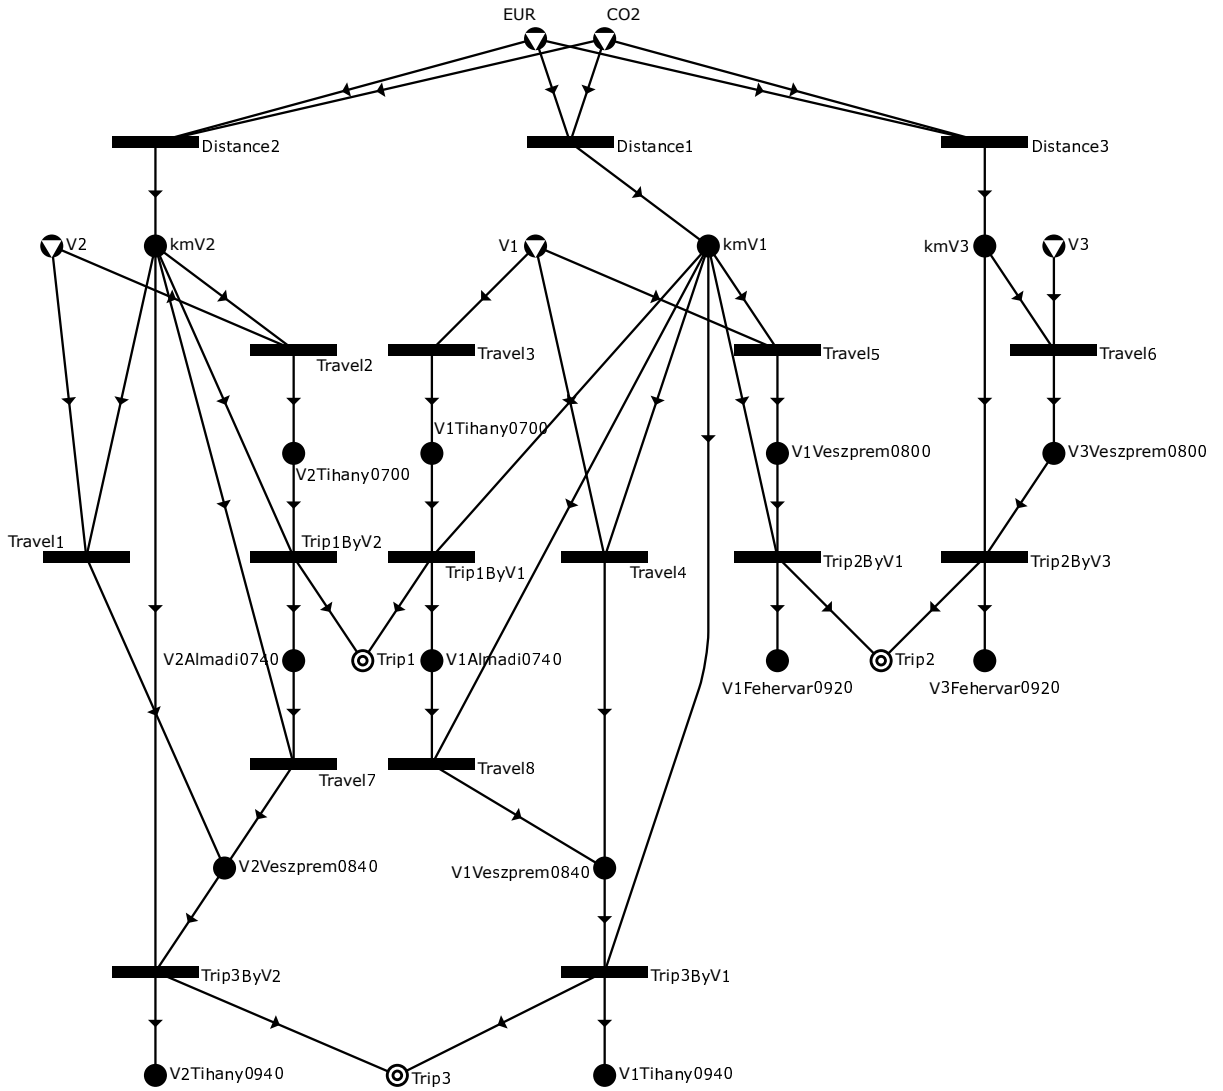 EUR
CO2
Distance2
Distance1
Distance3
V2
kmV2
V1
kmV1
kmV3
V3
Travel2
Travel3
Travel5
Travel6
V1Tihany0700
V2Tihany0700
V1Veszprem0800
V3Veszprem0800
Travel1
Trip1ByV2
Trip1ByV1
Travel4
Trip2ByV1
Trip2ByV3
V2Almadi0740
Trip1
V1Almadi0740
V1Fehervar0920
Trip2
V3Fehervar0920
Travel7
Travel8
V2Veszprem0840
V1Veszprem0840
Trip3ByV2
Trip3ByV1
V2Tihany0940
Trip3
V1Tihany0940